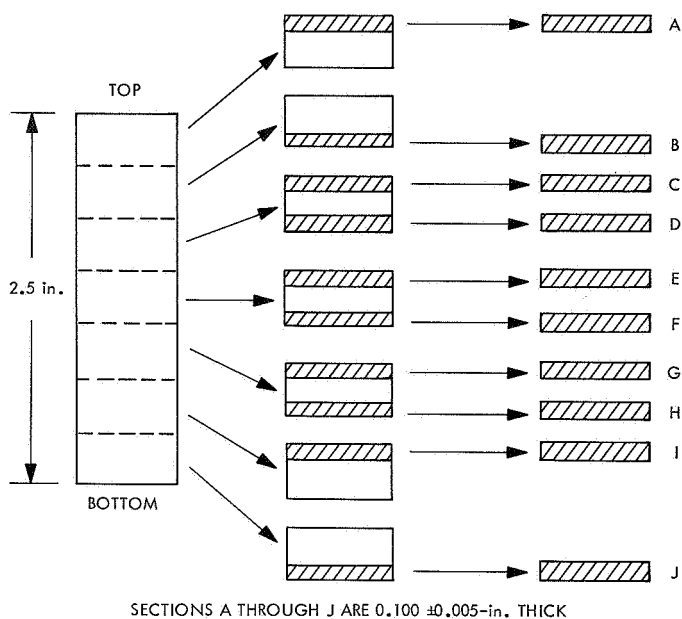 A
TOP
B
C
D
2.5 in.
E
F
G
H
I
BOTTOM
J
SECTIONS A THROUGH J ARE 0.100 ±0.005-in. THICK